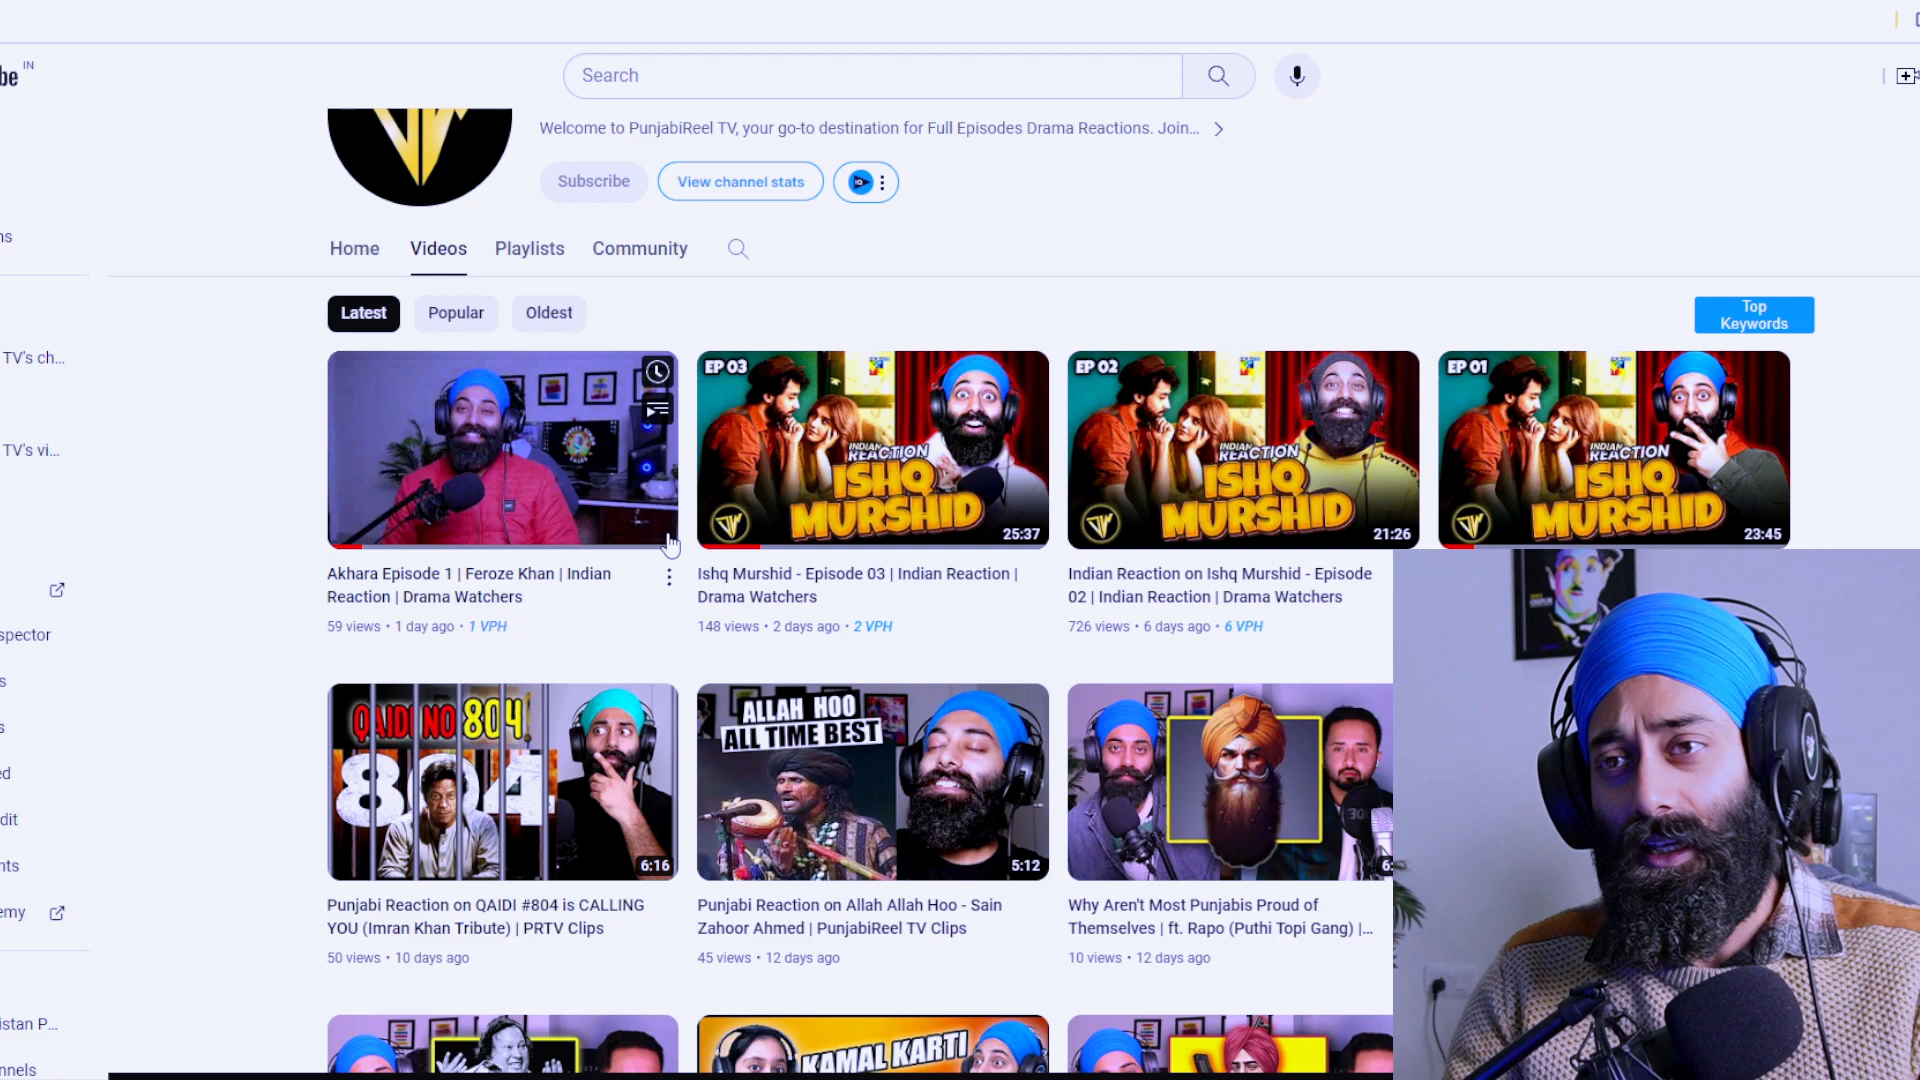 be IN
Search
Welcome to PunjabiReel TV, your go-to destination for Full Episodes Drama Reactions. Join...
Subscribe
View channel stats
Home
Videos
Playlists
Community
Latest
Popular
Oldest
Top
Keywords
TV's ch...
TV's vi...
spector
ed
dit
nts
emy
istan P...
nnels
EP 03
INDIAN
REACTION
ISHQ
MURSHID
25:37
EP 02
INDIAN
REACTION
ISHQ
MURSHID
21:26
EP 01
INDIAN
REACTION
ISHQ
MURSHID
23:45
Akhara Episode 1 | Feroze Khan | Indian
Reaction | Drama Watchers
59 views • 1 day ago • 1 VPH
Ishq Murshid - Episode 03 | Indian Reaction |
Drama Watchers
148 views • 2 days ago • 2 VPH
Indian Reaction on Ishq Murshid - Episode
02 | Indian Reaction | Drama Watchers
726 views • 6 days ago • 6 VPH
QAIDI NO 804!
804
6:16
ALLAH HOO
ALL TIME BEST
5:12
6:
Punjabi Reaction on QAIDI #804 is CALLING
YOU (Imran Khan Tribute) | PRTV Clips
50 views • 10 days ago
Punjabi Reaction on Allah Allah Hoo - Sain
Zahoor Ahmed | PunjabiReel TV Clips
45 views • 12 days ago
Why Aren't Most Punjabis Proud of
Themselves | ft. Rapo (Puthi Topi Gang) |...
10 views • 12 days ago
KAMAL KARTI